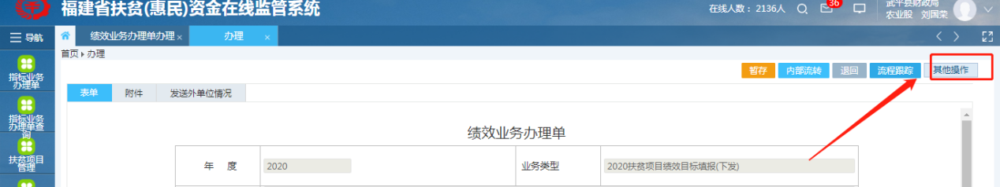 福建省扶贫(惠民)资金在线监管系统
在线人数：2136人
36
武平县财政局
农业股 刘国荣
导航
绩效业务办理单办理 ×
办理 ×
首页 办理
指标业务
办理单
指标业务
办理单查
询
扶贫项目
管理
暂存
内部流转
退回
流程跟踪
其他操作
表单
附件
发送外单位情况
绩效业务办理单
年 度
2020
业务类型
2020扶贫项目绩效目标填报(下发)